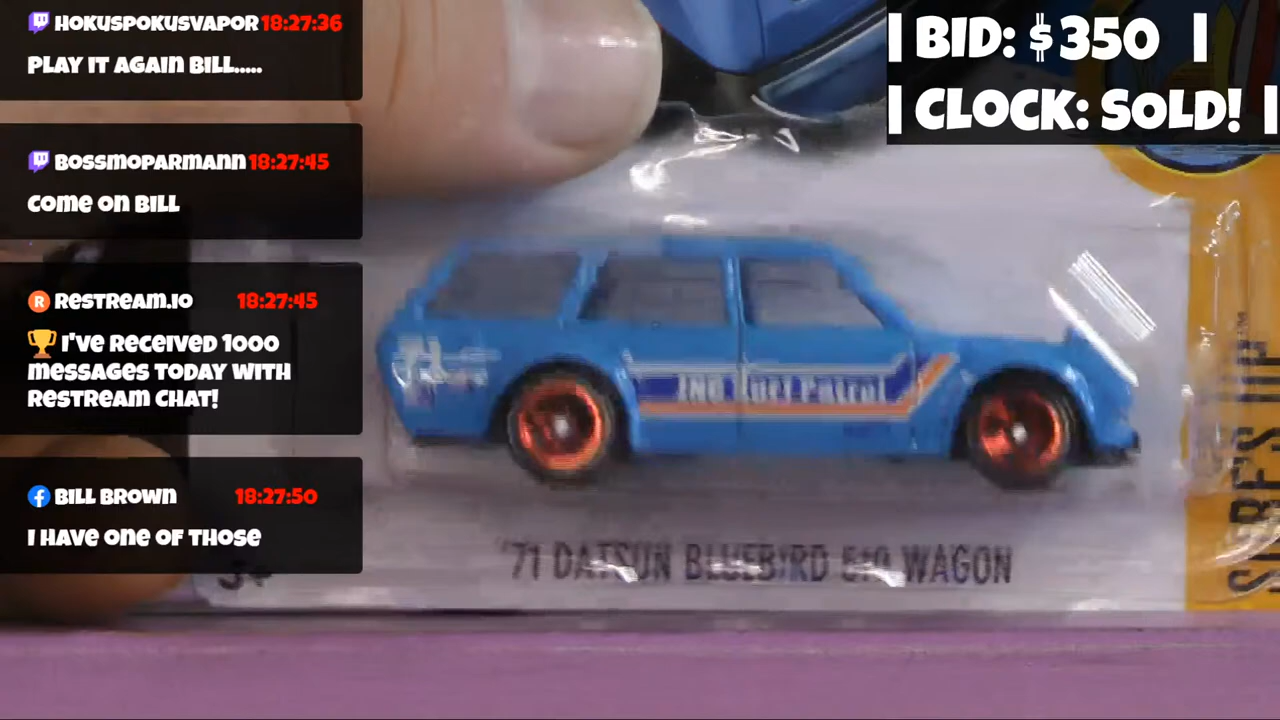 HOKUSPOKUSVAPOR 18:27:36
PLAY IT AGAIN BILL.....
BOSSMOPARMANN 18:27:45
COME ON BILL
RESTREAM.IO 18:27:45
🏆 I'VE RECEIVED 1000
MESSAGES TODAY WITH
RESTREAM CHAT!
BILL BROWN 18:27:50
I HAVE ONE OF THOSE
| BID: $350 |
| CLOCK: SOLD! |
'71 DATSUN BLUEBIRD 510 WAGON